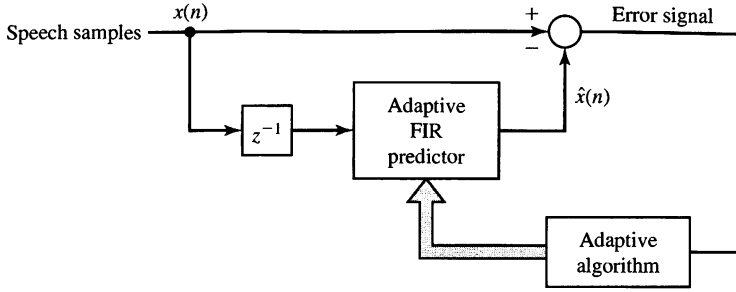 x(n)
Speech samples
+
−
Error signal
x̂(n)
z⁻¹
Adaptive
FIR
predictor
Adaptive
algorithm